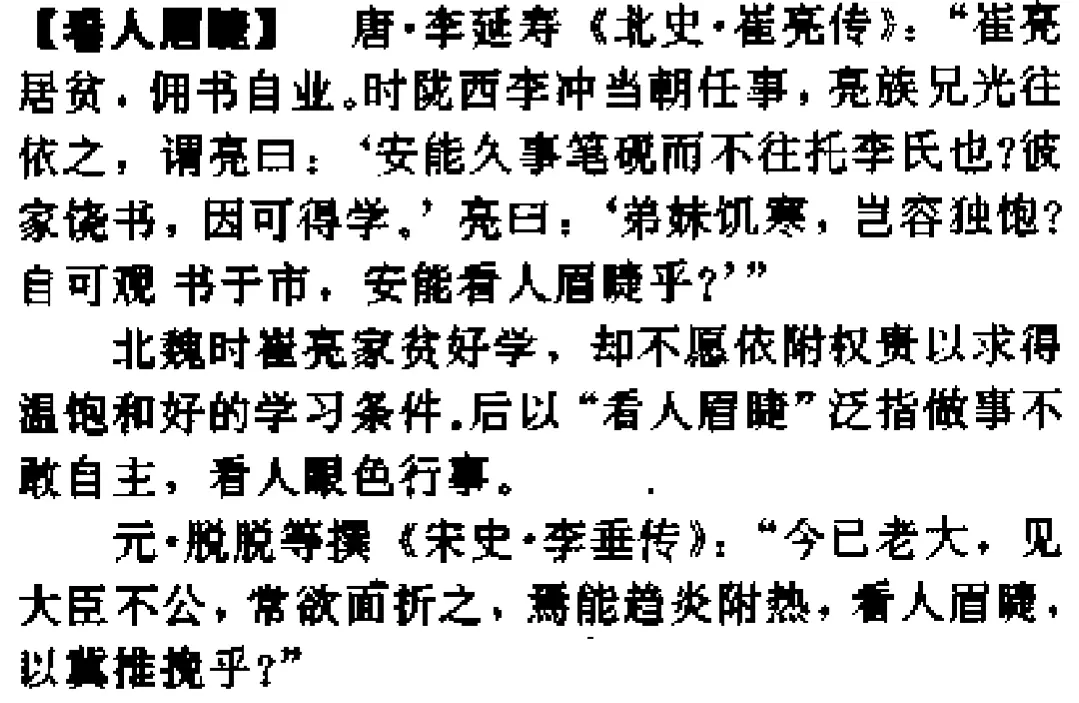 【看人眉睫】 唐·李延寿《北史·崔亮传》:“崔亮
居贫,佣书自业。时陇西李冲当朝任事,亮族兄光往
依之,谓亮曰:‘安能久事笔砚而不往托李氏也?彼
家饶书,因可得学。’亮曰:‘弟妹饥寒,岂容独饱?
自可观 书于市,安能看人眉睫乎?’”
北魏时崔亮家贫好学,却不愿依附权贵以求得
温饱和好的学习条件.后以“看人眉睫”泛指做事不
敢自主,看人眼色行事。
元·脱脱等撰《宋史·李垂传》:“今已老大,见
大臣不公,常欲面折之,焉能趋炎附热,看人眉睫,
以冀推挽乎?”